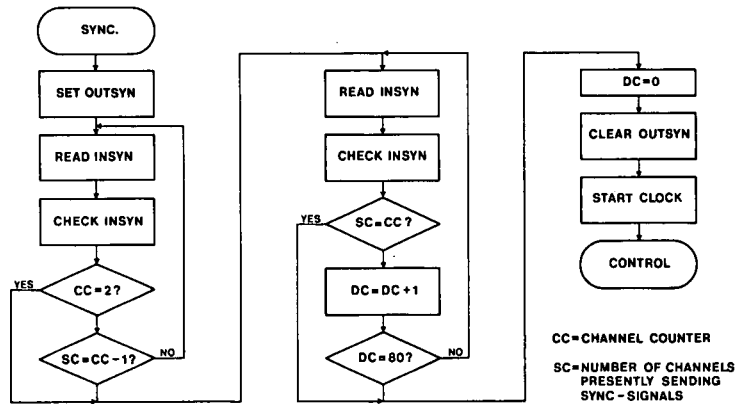 SYNC.
SET OUTSYN
READ INSYN
CHECK INSYN
YES
CC=2?
SC=CC-1?
NO
READ INSYN
CHECK INSYN
YES
SC=CC?
DC=DC+1
DC=80?
NO
DC=0
CLEAR OUTSYN
START CLOCK
CONTROL
CC=CHANNEL COUNTER
SC=NUMBER OF CHANNELS
PRESENTLY SENDING
SYNC-SIGNALS